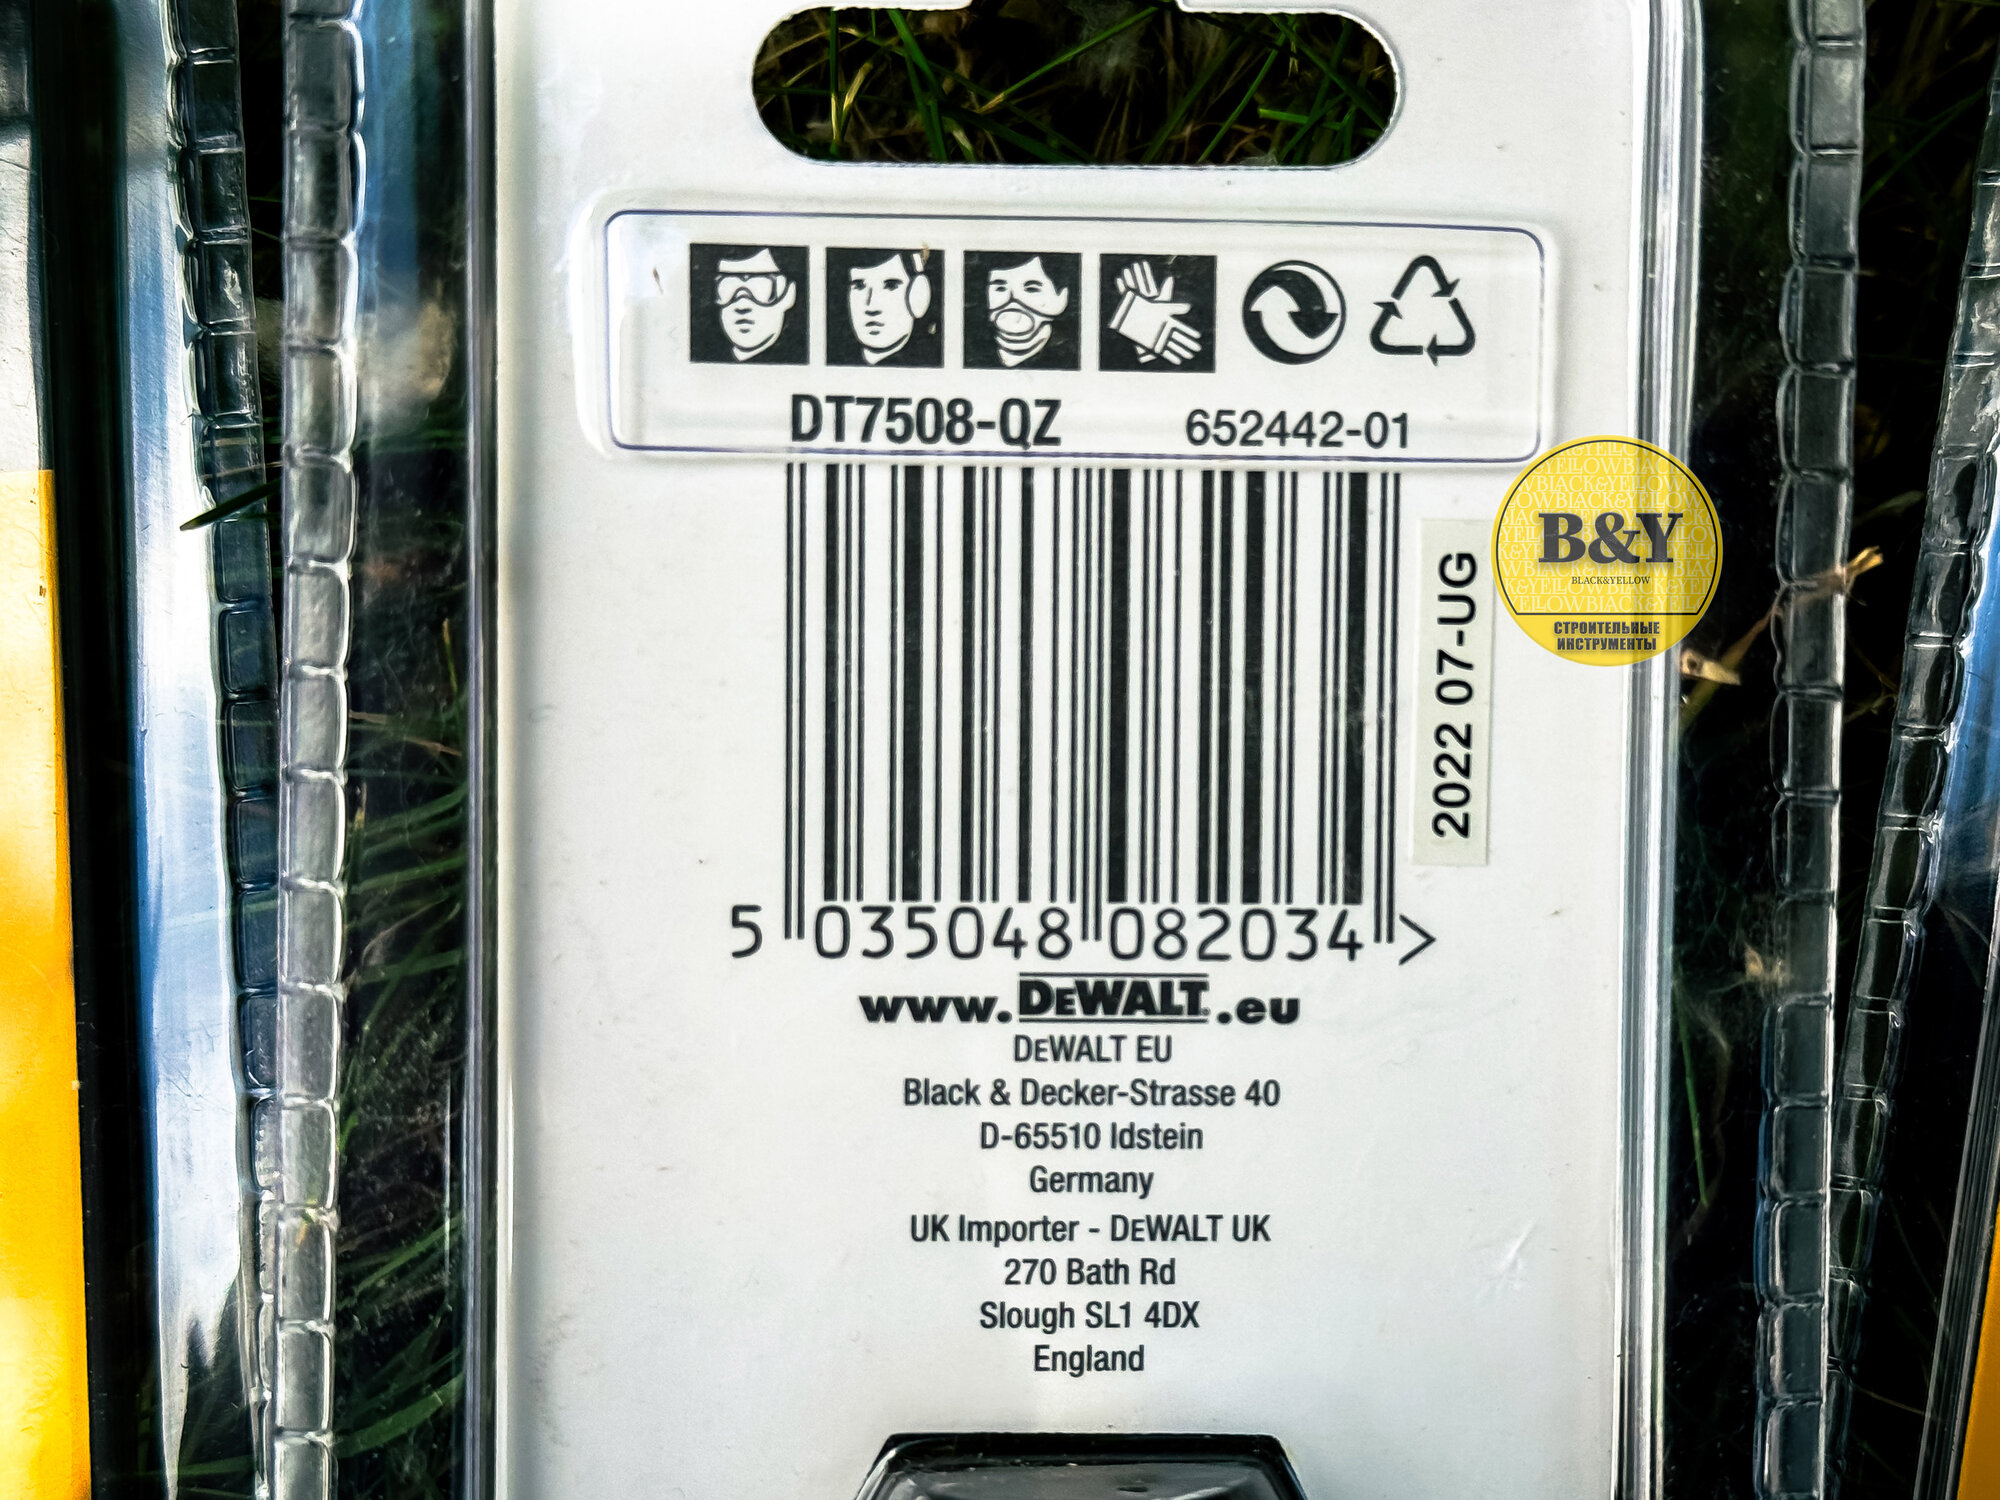 DT7508-QZ 652442-01
2022 07-UG
B&Y
BLACK&YELLOW
СТРОИТЕЛЬНЫЕ
ИНСТРУМЕНТЫ
5 035048 082034 >
www.DEWALT.eu
DEWALT EU
Black & Decker-Strasse 40
D-65510 Idstein
Germany
UK Importer - DEWALT UK
270 Bath Rd
Slough SL1 4DX
England